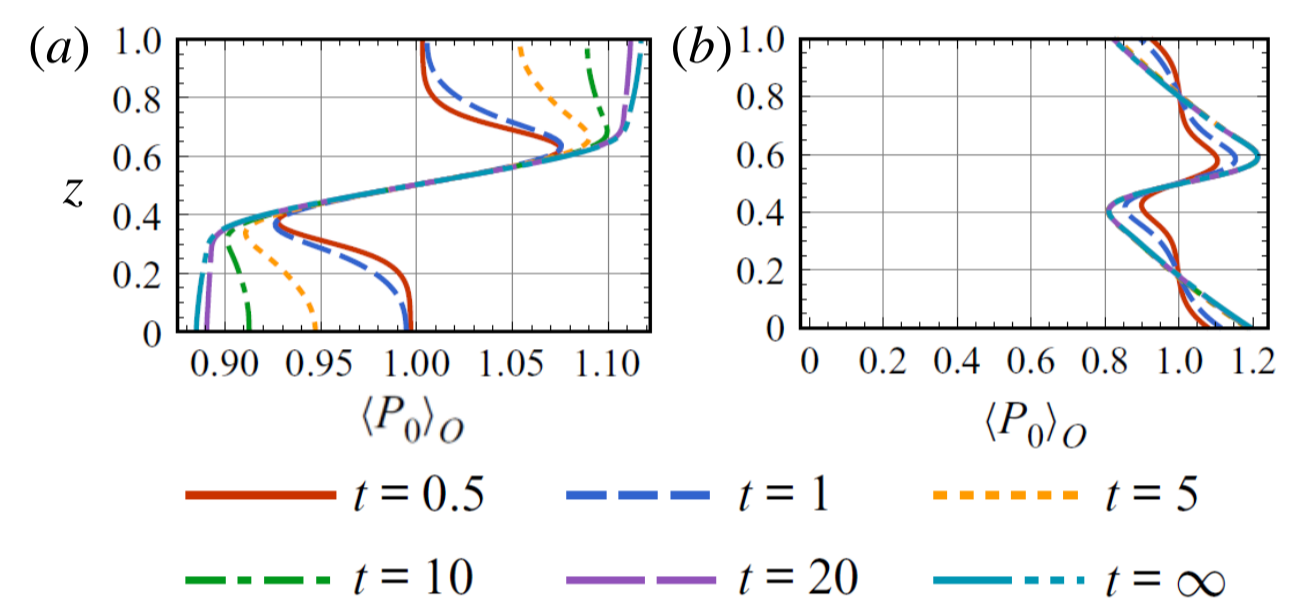 (a) 1.0 (b) 1.0
0.8 0.8
0.6 0.6
z
0.4 0.4
0.2 0.2
0 0
0.90 0.95 1.00 1.05 1.10 0 0.2 0.4 0.6 0.8 1.0 1.2
⟨P₀⟩_O ⟨P₀⟩_O
t = 0.5 t = 1 t = 5
t = 10 t = 20 t = ∞